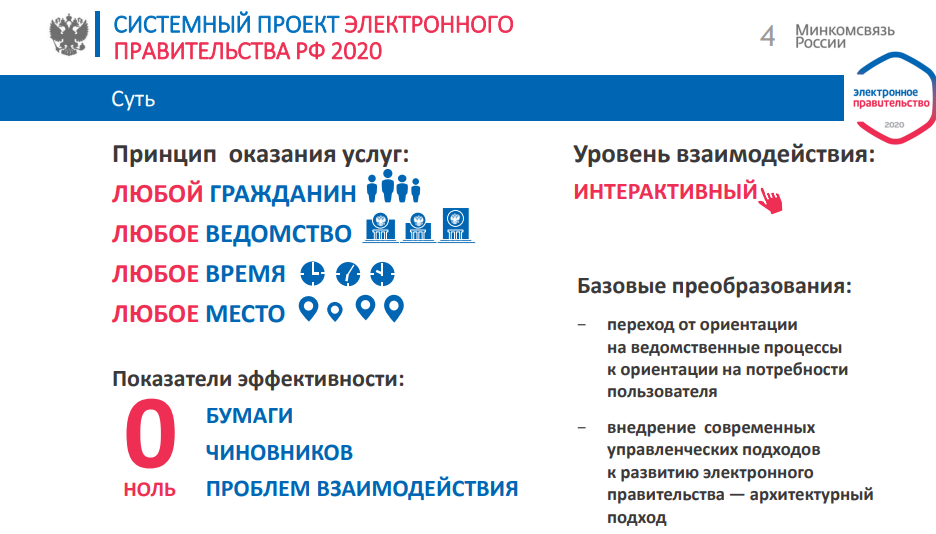 СИСТЕМНЫЙ ПРОЕКТ ЭЛЕКТРОННОГО
ПРАВИТЕЛЬСТВА РФ 2020
4
Минкомсвязь
России
электронное
правительство
2020
Суть
Принцип оказания услуг:
ЛЮБОЙ ГРАЖДАНИН
ЛЮБОЕ ВЕДОМСТВО
ЛЮБОЕ ВРЕМЯ
ЛЮБОЕ МЕСТО
Показатели эффективности:
0
НОЛЬ
БУМАГИ
ЧИНОВНИКОВ
ПРОБЛЕМ ВЗАИМОДЕЙСТВИЯ
Уровень взаимодействия:
ИНТЕРАКТИВНЫЙ
Базовые преобразования:
– переход от ориентации
на ведомственные процессы
к ориентации на потребности
пользователя
– внедрение современных
управленческих подходов
к развитию электронного
правительства — архитектурный
подход